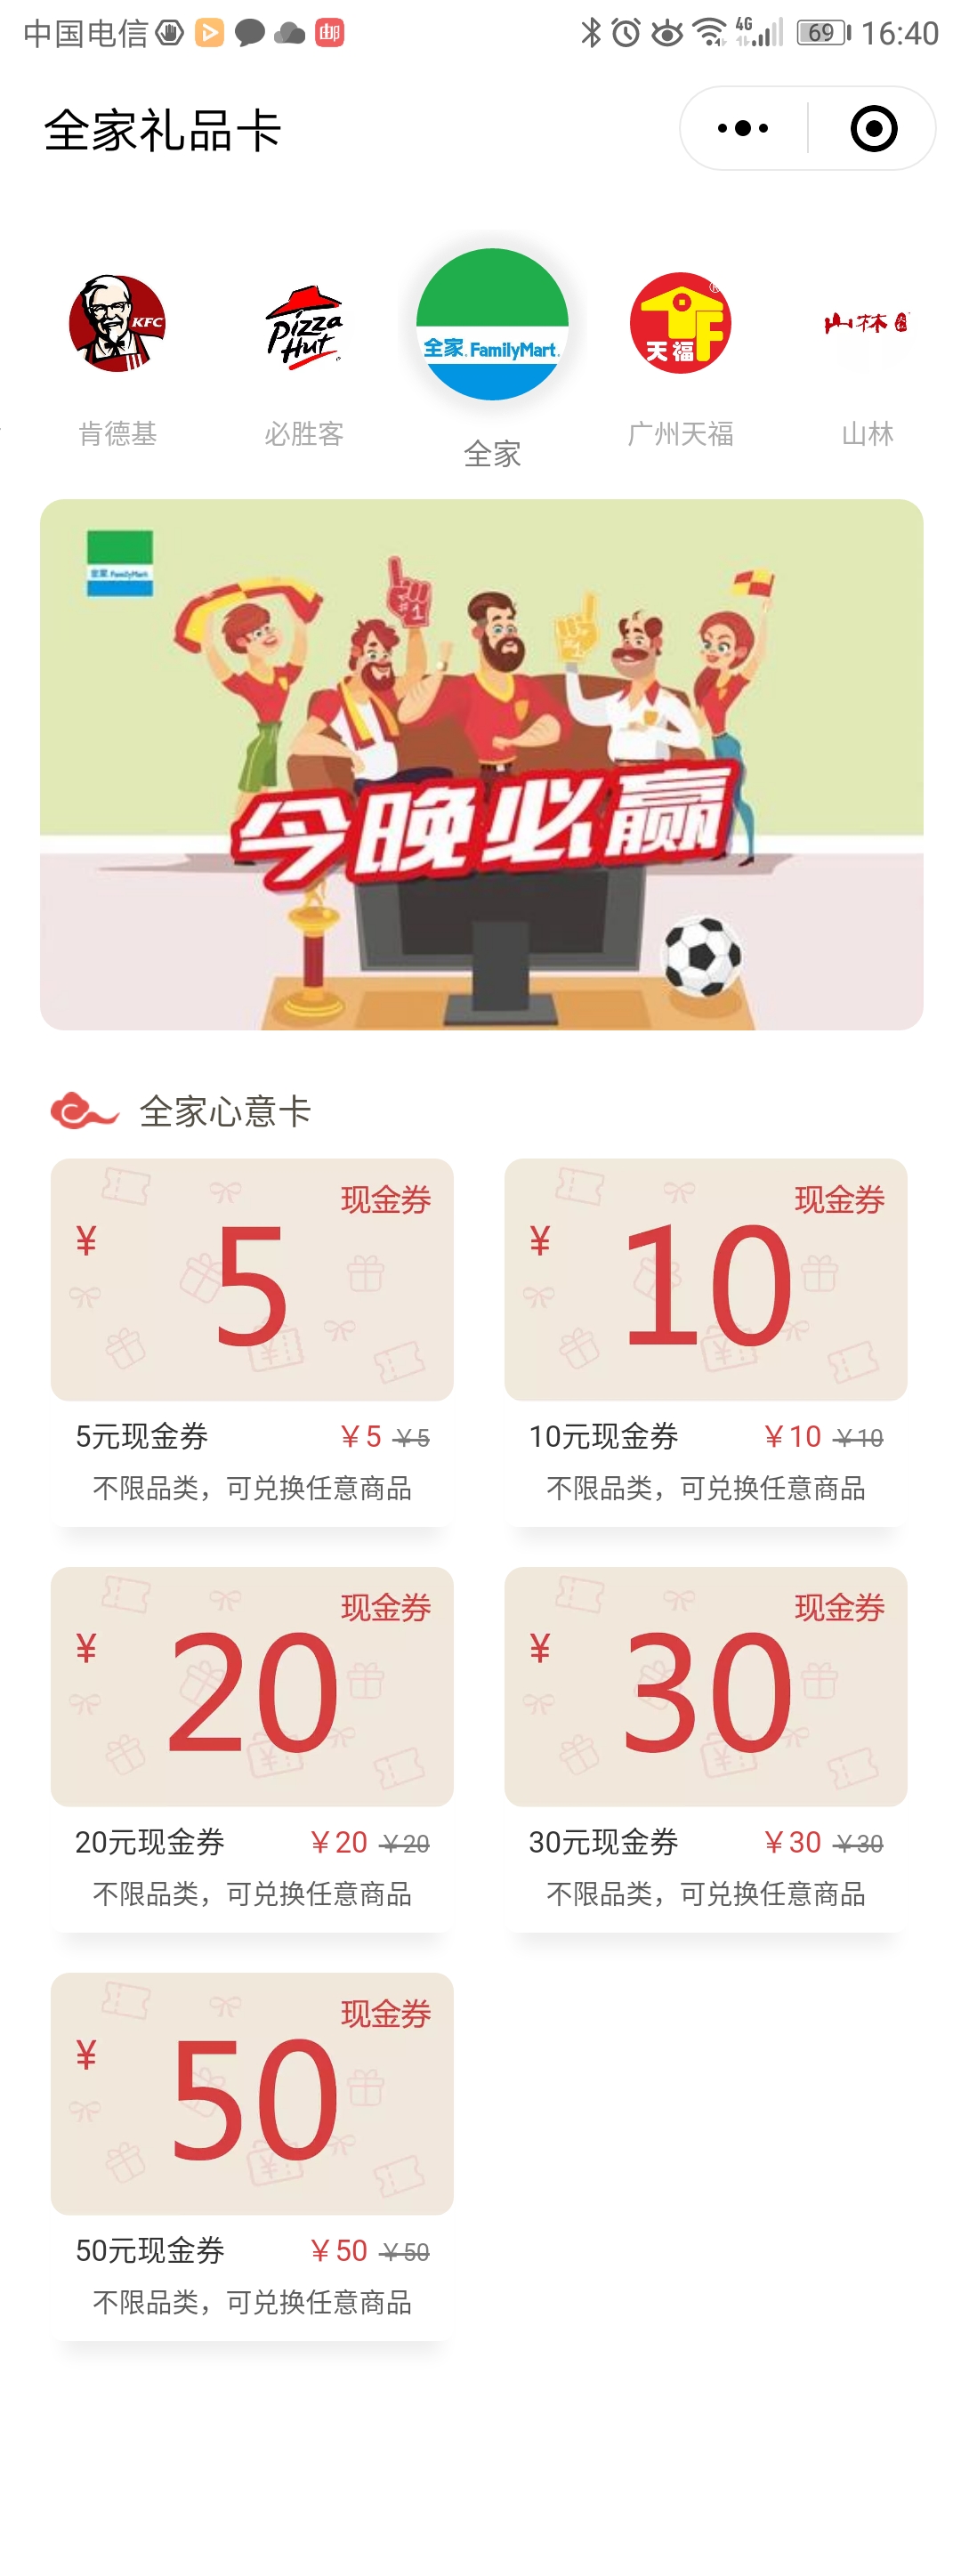 中国电信 邮 4G 69 16:40
全家礼品卡
KFC
Pizza Hut
全家 FamilyMart
天福 F ®
山林
肯德基 必胜客 全家 广州天福 山林
全家 FamilyMart
#1
1
今晚必赢
全家心意卡
现金券 现金券
¥ 5 ¥ 10
5元现金券 ¥5 ¥5 10元现金券 ¥10 ¥10
不限品类，可兑换任意商品 不限品类，可兑换任意商品
现金券 现金券
¥ 20 ¥ 30
20元现金券 ¥20 ¥20 30元现金券 ¥30 ¥30
不限品类，可兑换任意商品 不限品类，可兑换任意商品
现金券
¥ 50
50元现金券 ¥50 ¥50
不限品类，可兑换任意商品